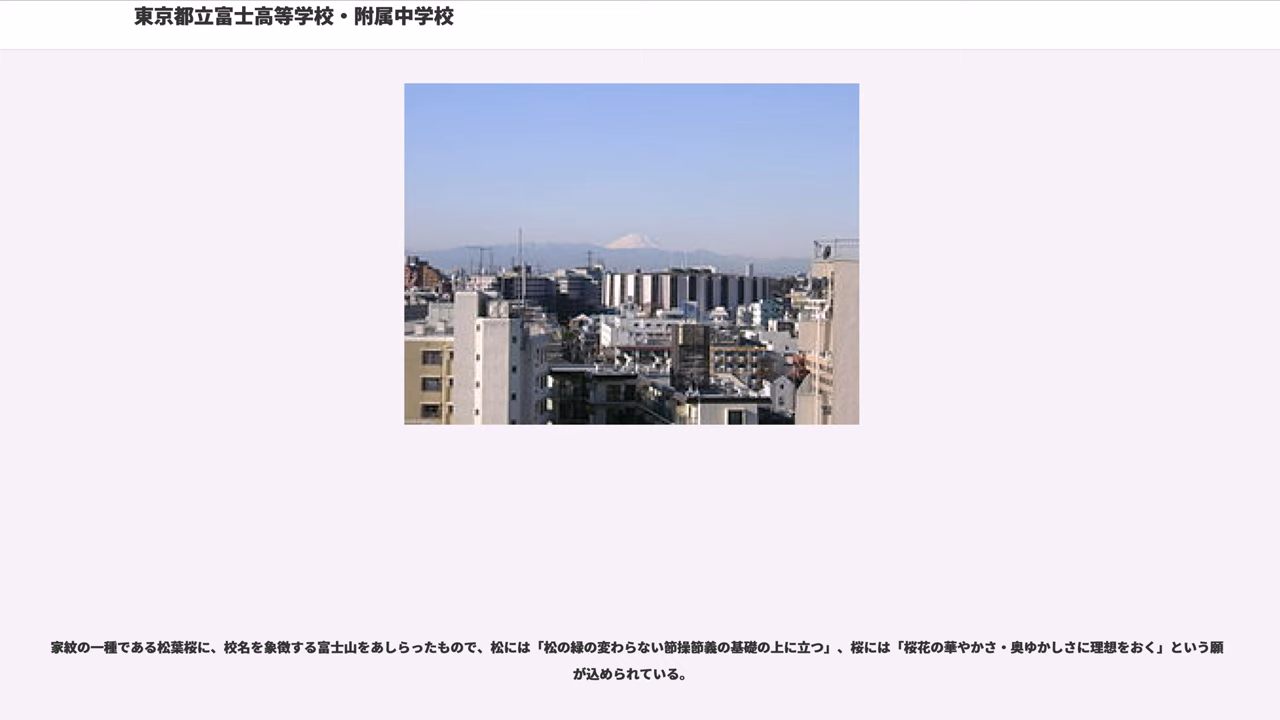 東京都立富士高等学校・附属中学校
家紋の一種である松葉桜に、校名を象徴する富士山をあしらったもので、松には「松の緑の変わらない節操節義の基礎の上に立つ」、桜には「桜花の華やかさ・奥ゆかしさに理想をおく」という願
が込められている。